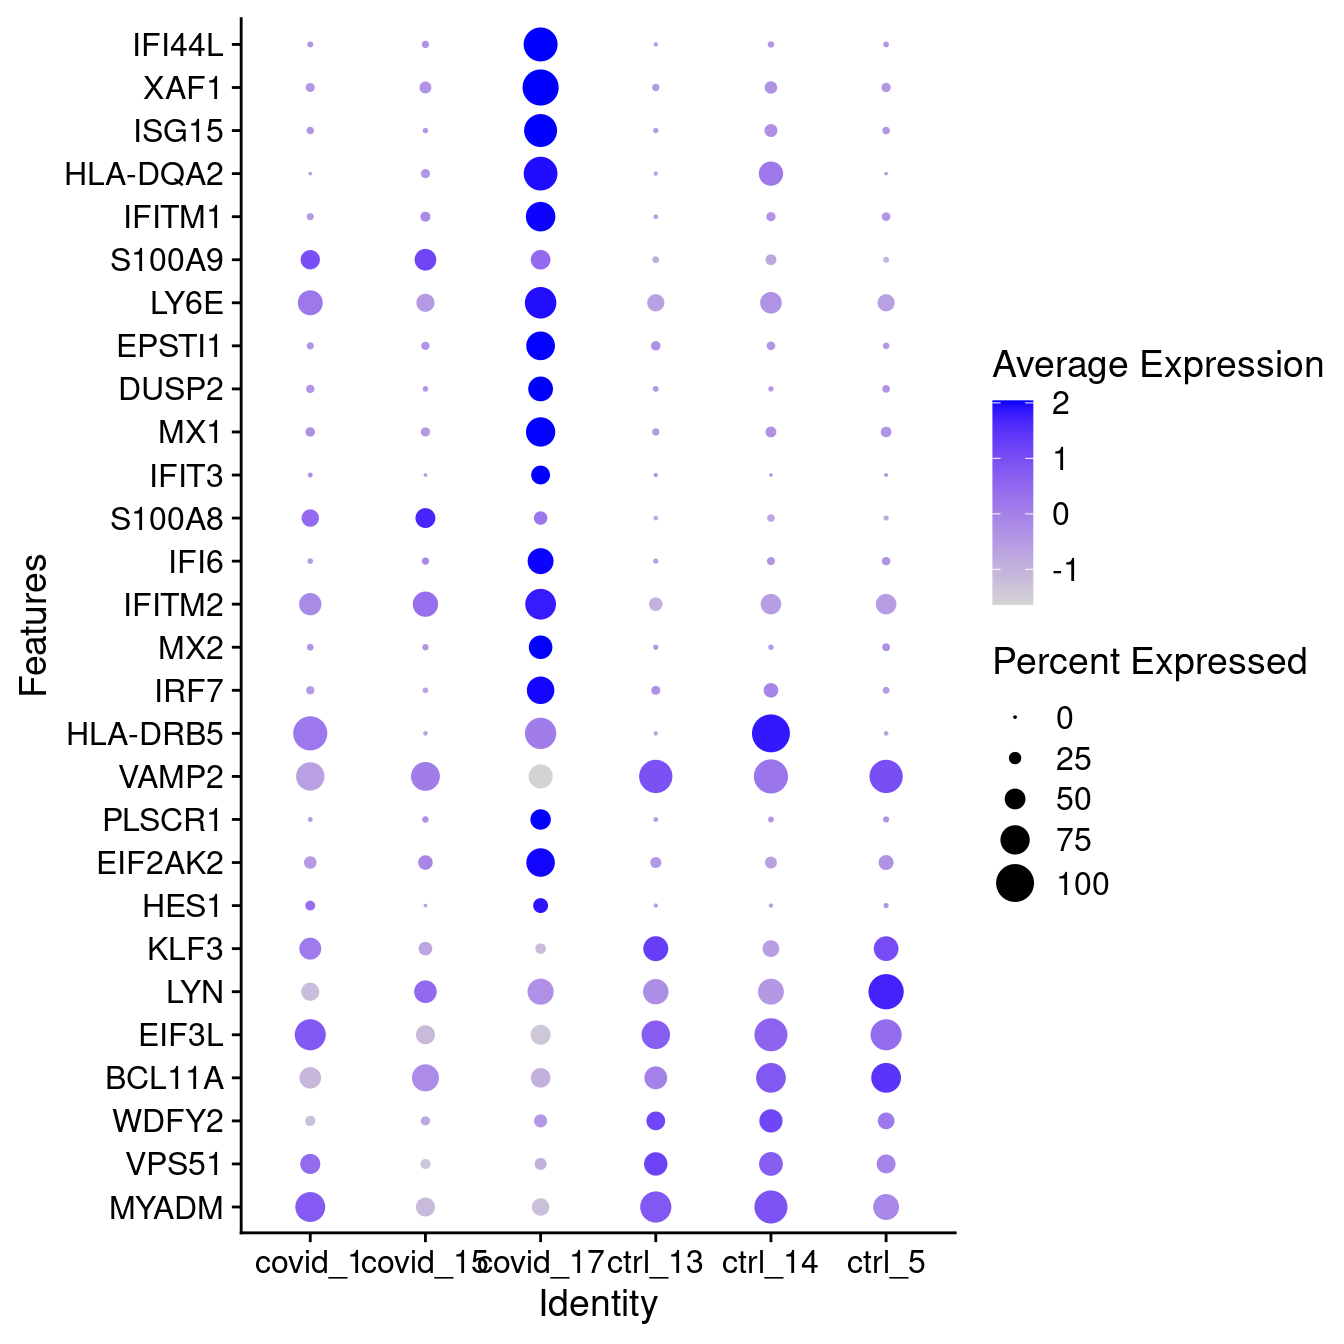 IFI44L
XAF1
ISG15
HLA-DQA2
IFITM1
S100A9
LY6E
EPSTI1
DUSP2
MX1
IFIT3
S100A8
IFI6
IFITM2
MX2
IRF7
HLA-DRB5
VAMP2
PLSCR1
EIF2AK2
HES1
KLF3
LYN
EIF3L
BCL11A
WDFY2
VPS51
MYADM
Features
covid_1 covid_15 covid_17 ctrl_13 ctrl_14 ctrl_5
Identity
Average Expression
2
1
0
-1
Percent Expressed
0
25
50
75
100